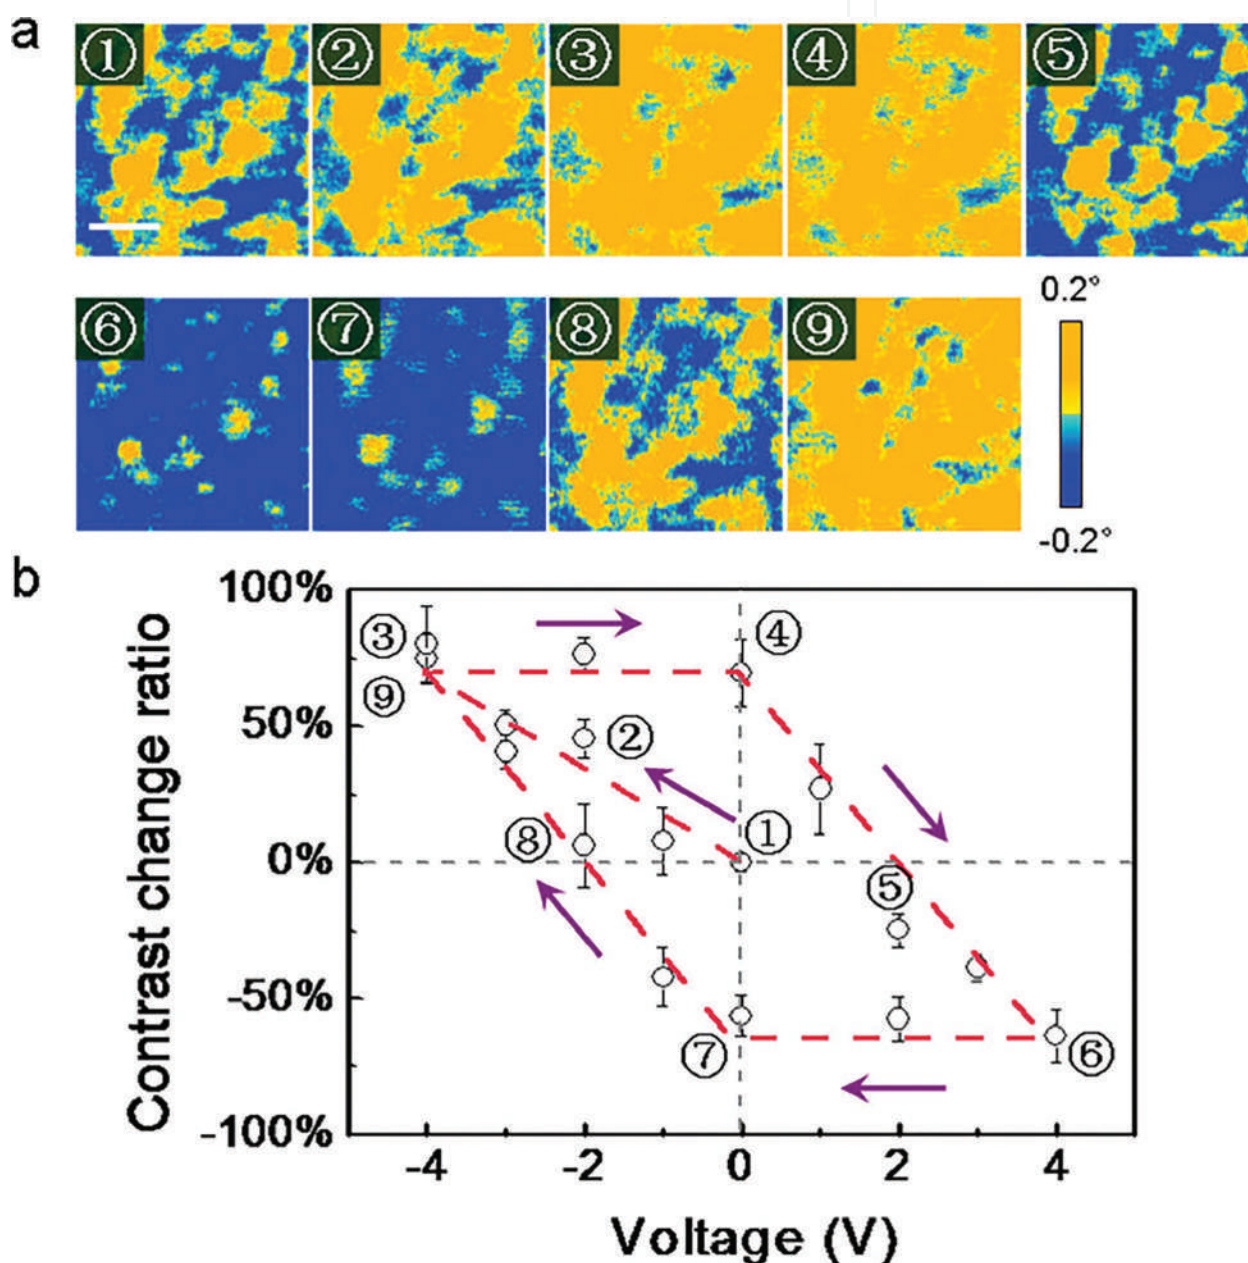 a
① ② ③ ④ ⑤
⑥ ⑦ ⑧ ⑨
0.2°
-0.2°
b
Contrast change ratio
100%
50%
0%
-50%
-100%
③
④
⑨
②
①
⑧
⑤
⑦
⑥
-4 -2 0 2 4
Voltage (V)